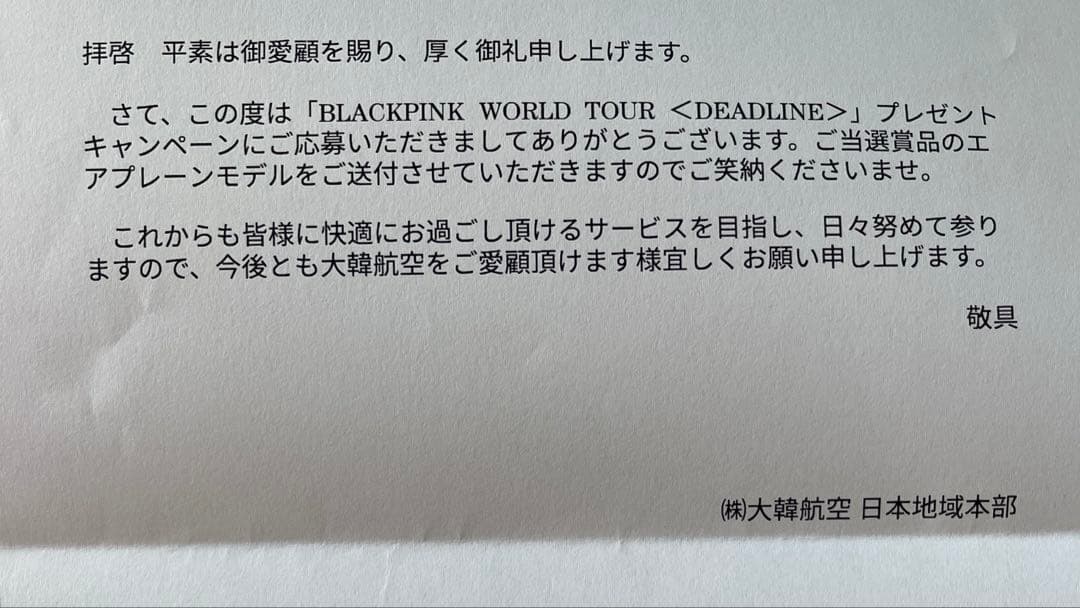 拝啓　平素は御愛顧を賜り、厚く御礼申し上げます。
さて、この度は「BLACKPINK WORLD TOUR ＜DEADLINE＞」プレゼント
キャンペーンにご応募いただきましてありがとうございます。ご当選賞品のエ
アプレーンモデルをご送付させていただきますのでご笑納くださいませ。
これからも皆様に快適にお過ごし頂けるサービスを目指し、日々努めて参り
ますので、今後とも大韓航空をご愛顧頂けます様宜しくお願い申し上げます。
敬具
㈱大韓航空 日本地域本部